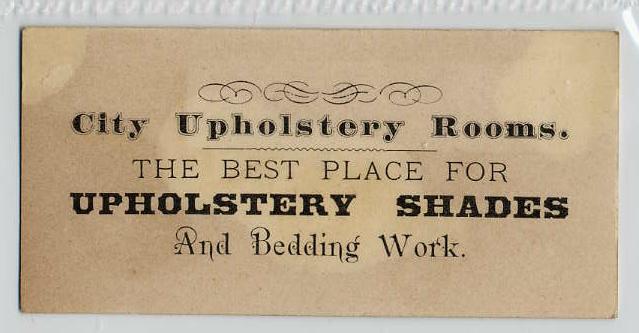 City Upholstery Rooms.
THE BEST PLACE FOR
UPHOLSTERY SHADES
And Bedding Work.